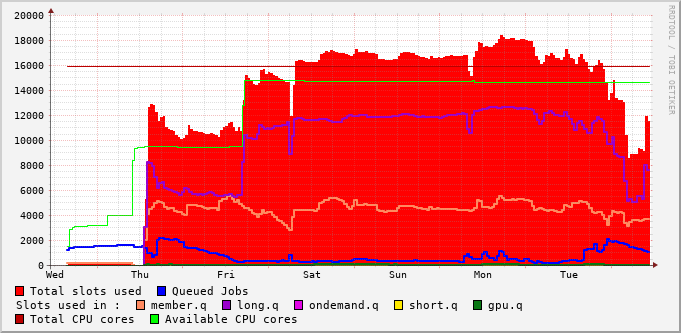 20000
18000
16000
14000
12000
10000
8000
6000
4000
2000
0
Wed Thu Fri Sat Sun Mon Tue
RRDTOOL / TOBI OETIKER
Total slots used Queued Jobs
Slots used in : member.q long.q ondemand.q short.q gpu.q
Total CPU cores Available CPU cores